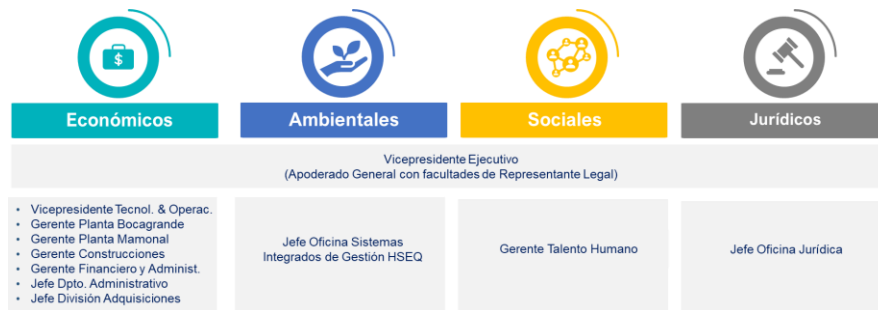 $
Económicos
Ambientales
Sociales
Jurídicos
Vicepresidente Ejecutivo
(Apoderado General con facultades de Representante Legal)
• Vicepresidente Tecnol. & Operac.
• Gerente Planta Bocagrande
• Gerente Planta Mamonal
• Gerente Construcciones
• Gerente Financiero y Administ.
• Jefe Dpto. Administrativo
• Jefe División Adquisiciones
Jefe Oficina Sistemas
Integrados de Gestión HSEQ
Gerente Talento Humano
Jefe Oficina Jurídica